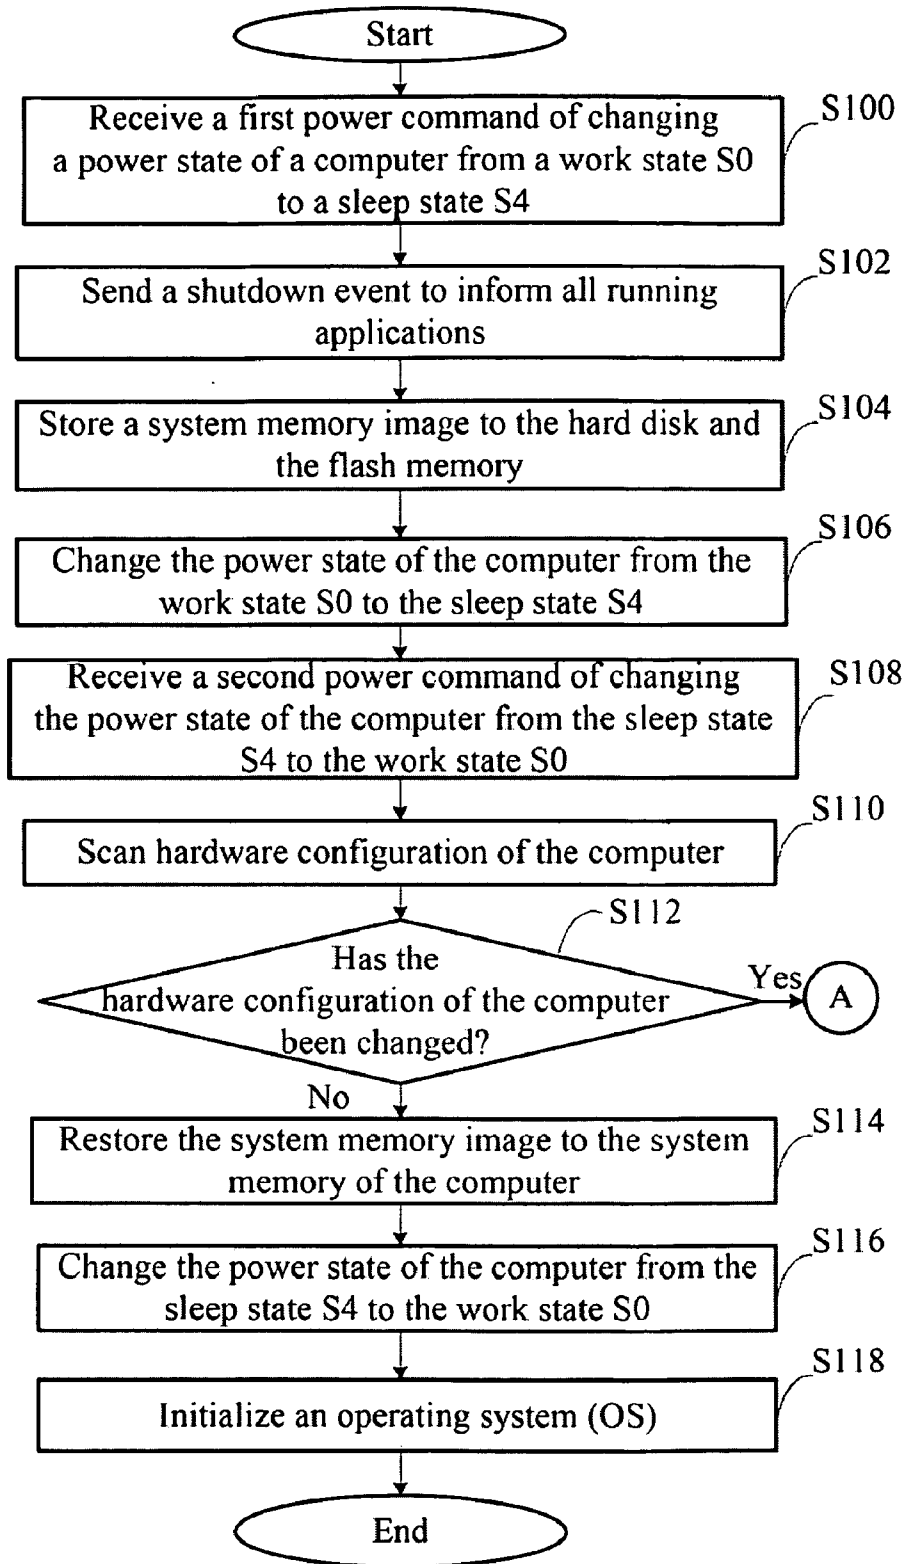 Start
Receive a first power command of changing
a power state of a computer from a work state S0
to a sleep state S4
S100
Send a shutdown event to inform all running
applications
S102
Store a system memory image to the hard disk and
the flash memory
S104
Change the power state of the computer from the
work state S0 to the sleep state S4
S106
Receive a second power command of changing
the power state of the computer from the sleep state
S4 to the work state S0
S108
Scan hardware configuration of the computer
S110
Has the
hardware configuration of the computer
been changed?
S112
Yes
A
No
Restore the system memory image to the system
memory of the computer
S114
Change the power state of the computer from the
sleep state S4 to the work state S0
S116
Initialize an operating system (OS)
S118
End